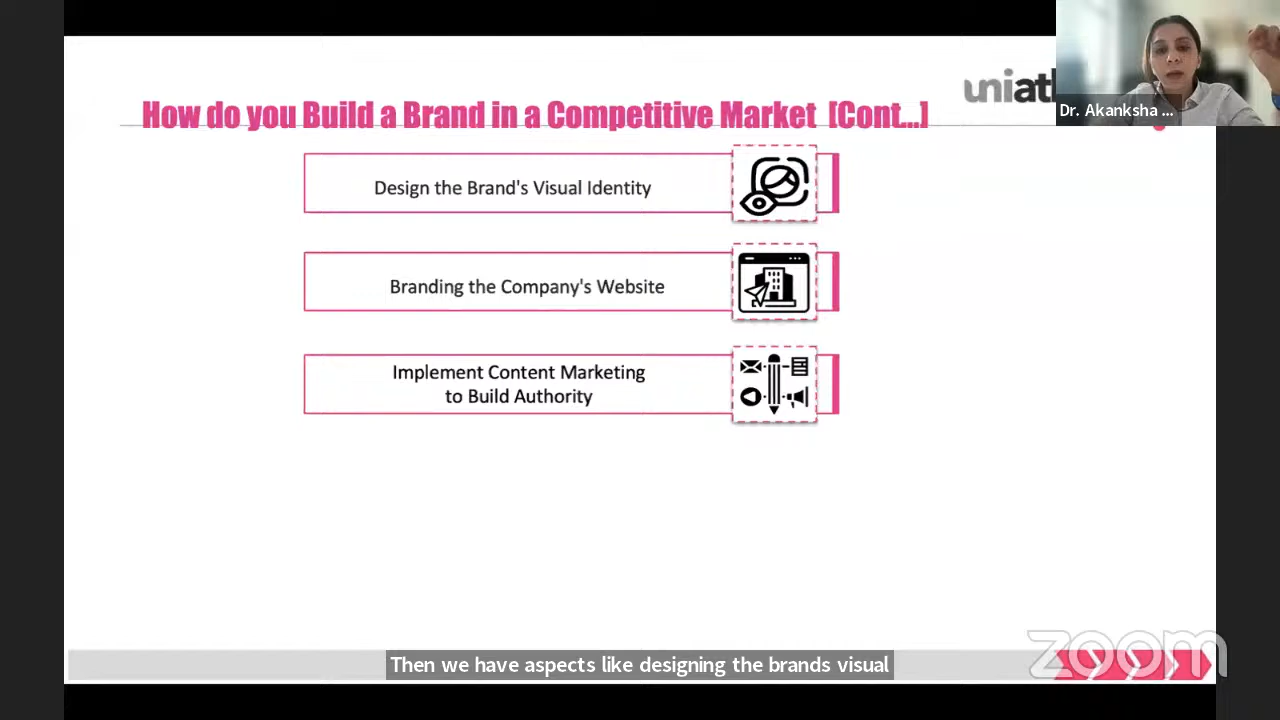 How do you Build a Brand in a Competitive Market [Cont...]
uniatl
Dr. Akanksha ...
Design the Brand's Visual Identity
Branding the Company's Website
Implement Content Marketing
to Build Authority
Then we have aspects like designing the brands visual
zoom